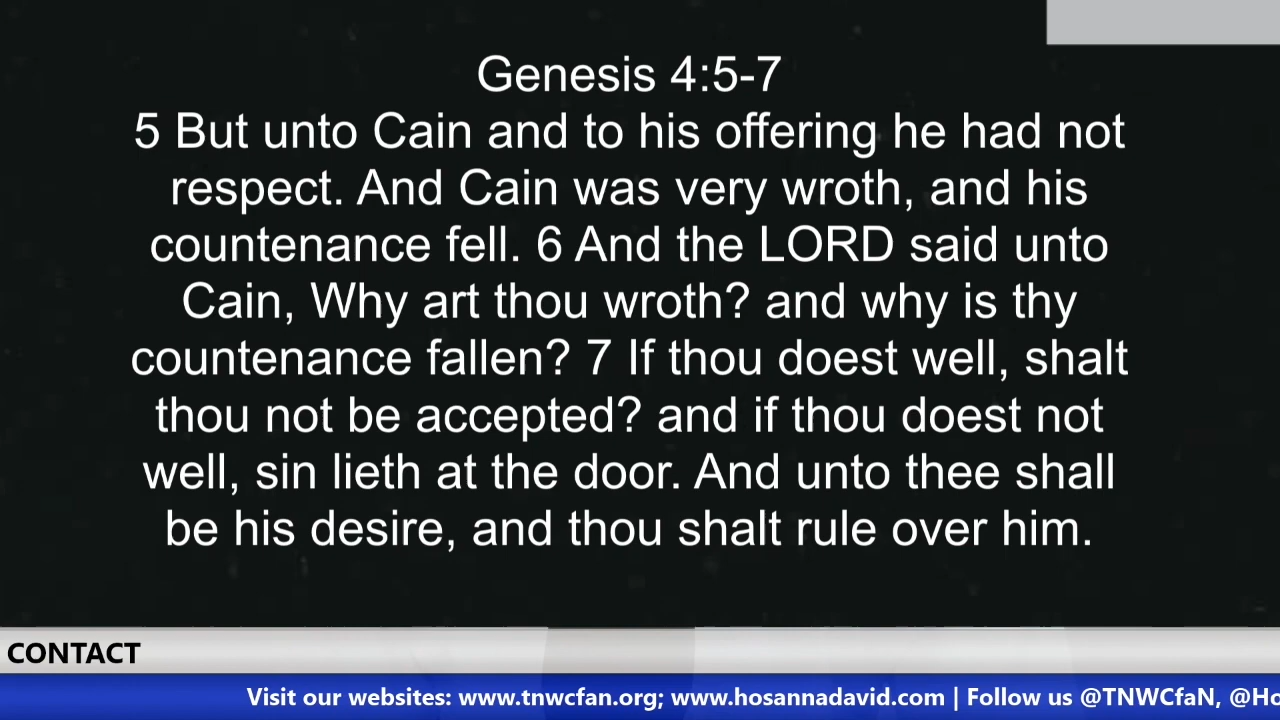 Genesis 4:5-7
5 But unto Cain and to his offering he had not
respect. And Cain was very wroth, and his
countenance fell. 6 And the LORD said unto
Cain, Why art thou wroth? and why is thy
countenance fallen? 7 If thou doest well, shalt
thou not be accepted? and if thou doest not
well, sin lieth at the door. And unto thee shall
be his desire, and thou shalt rule over him.
CONTACT
Visit our websites: www.tnwcfan.org; www.hosannadavid.com | Follow us @TNWCfaN, @Ho